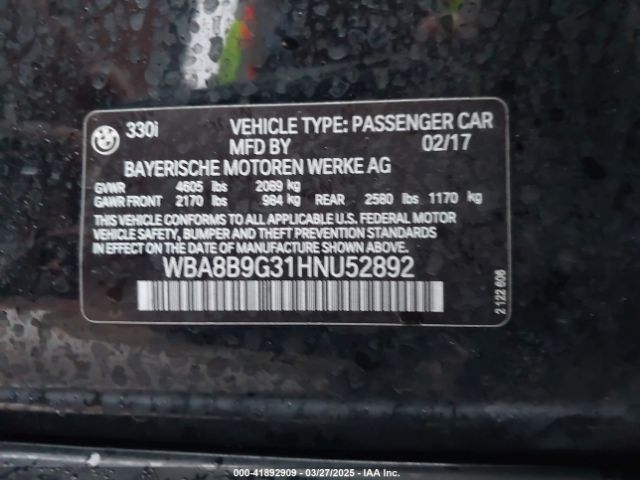 BMW
330i VEHICLE TYPE: PASSENGER CAR
MFD BY 02/17
BAYERISCHE MOTOREN WERKE AG
GVWR 4605 lbs 2089 kg
GAWR FRONT 2170 lbs 984 kg REAR 2580 lbs 1170 kg
THIS VEHICLE CONFORMS TO ALL APPLICABLE U.S. FEDERAL MOTOR
VEHICLE SAFETY, BUMPER AND THEFT PREVENTION STANDARDS
IN EFFECT ON THE DATE OF MANUFACTURE SHOWN ABOVE.
WBA8B9G31HNU52892
2 122 606
000-41892909 - 03/27/2025 - IAA Inc.